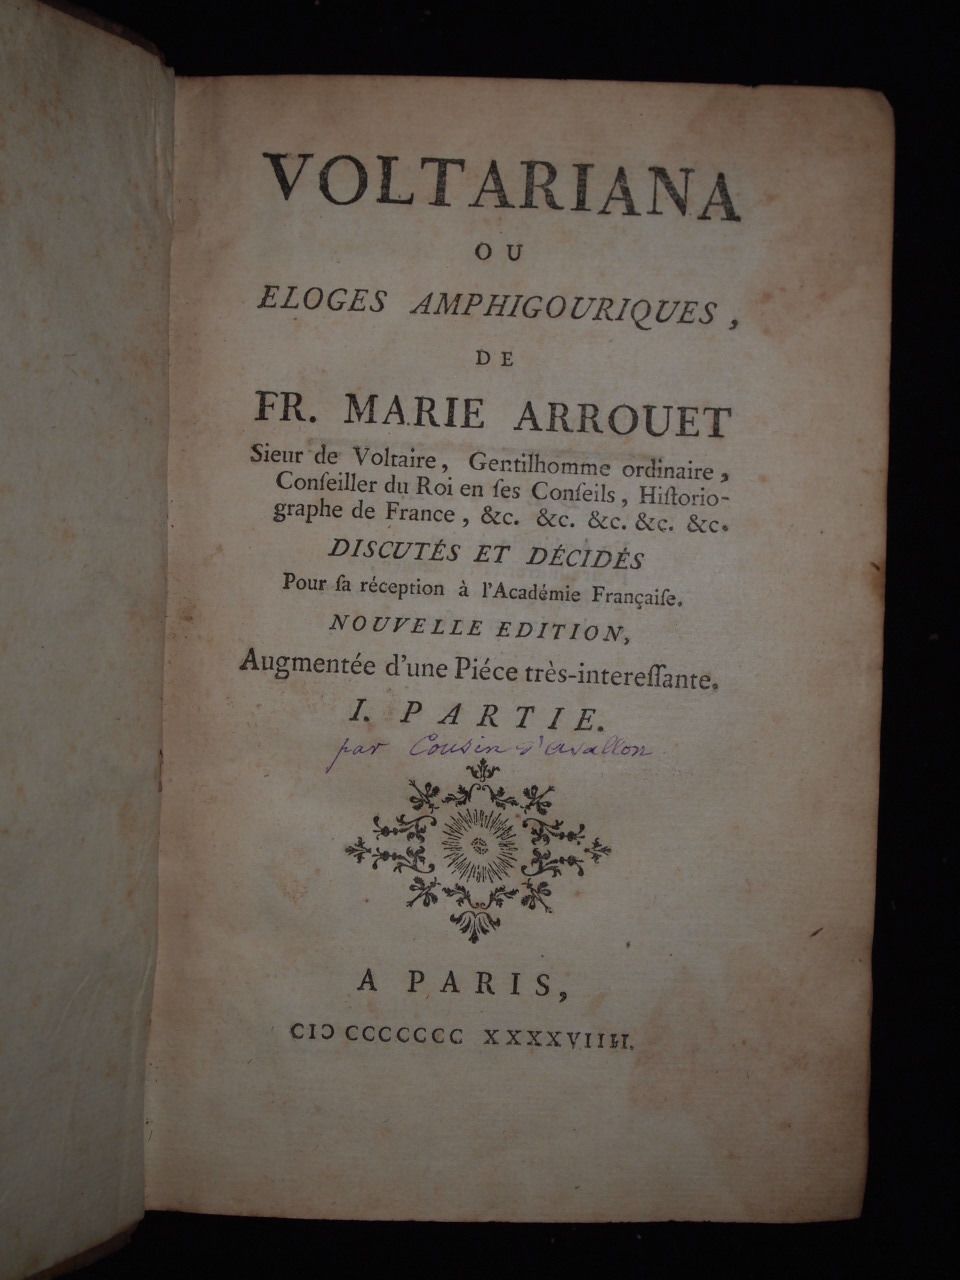 VOLTARIANA
OU
ELOGES AMPHIGOURIQUES,
DE
FR. MARIE ARROUET
Sieur de Voltaire, Gentilhomme ordinaire,
Conſeiller du Roi en ſes Conſeils, Hiſtorio-
graphe de France, &c. &c. &c. &c. &c.
DISCUTÉS ET DÉCIDÉS
Pour ſa réception à l'Académie Françaiſe.
NOUVELLE EDITION,
Augmentée d'une Piéce très-intereſſante.
I. PARTIE.
par Cousin d'avallon
A PARIS,
CIƆ CCCCCCC XXXXVIIII.